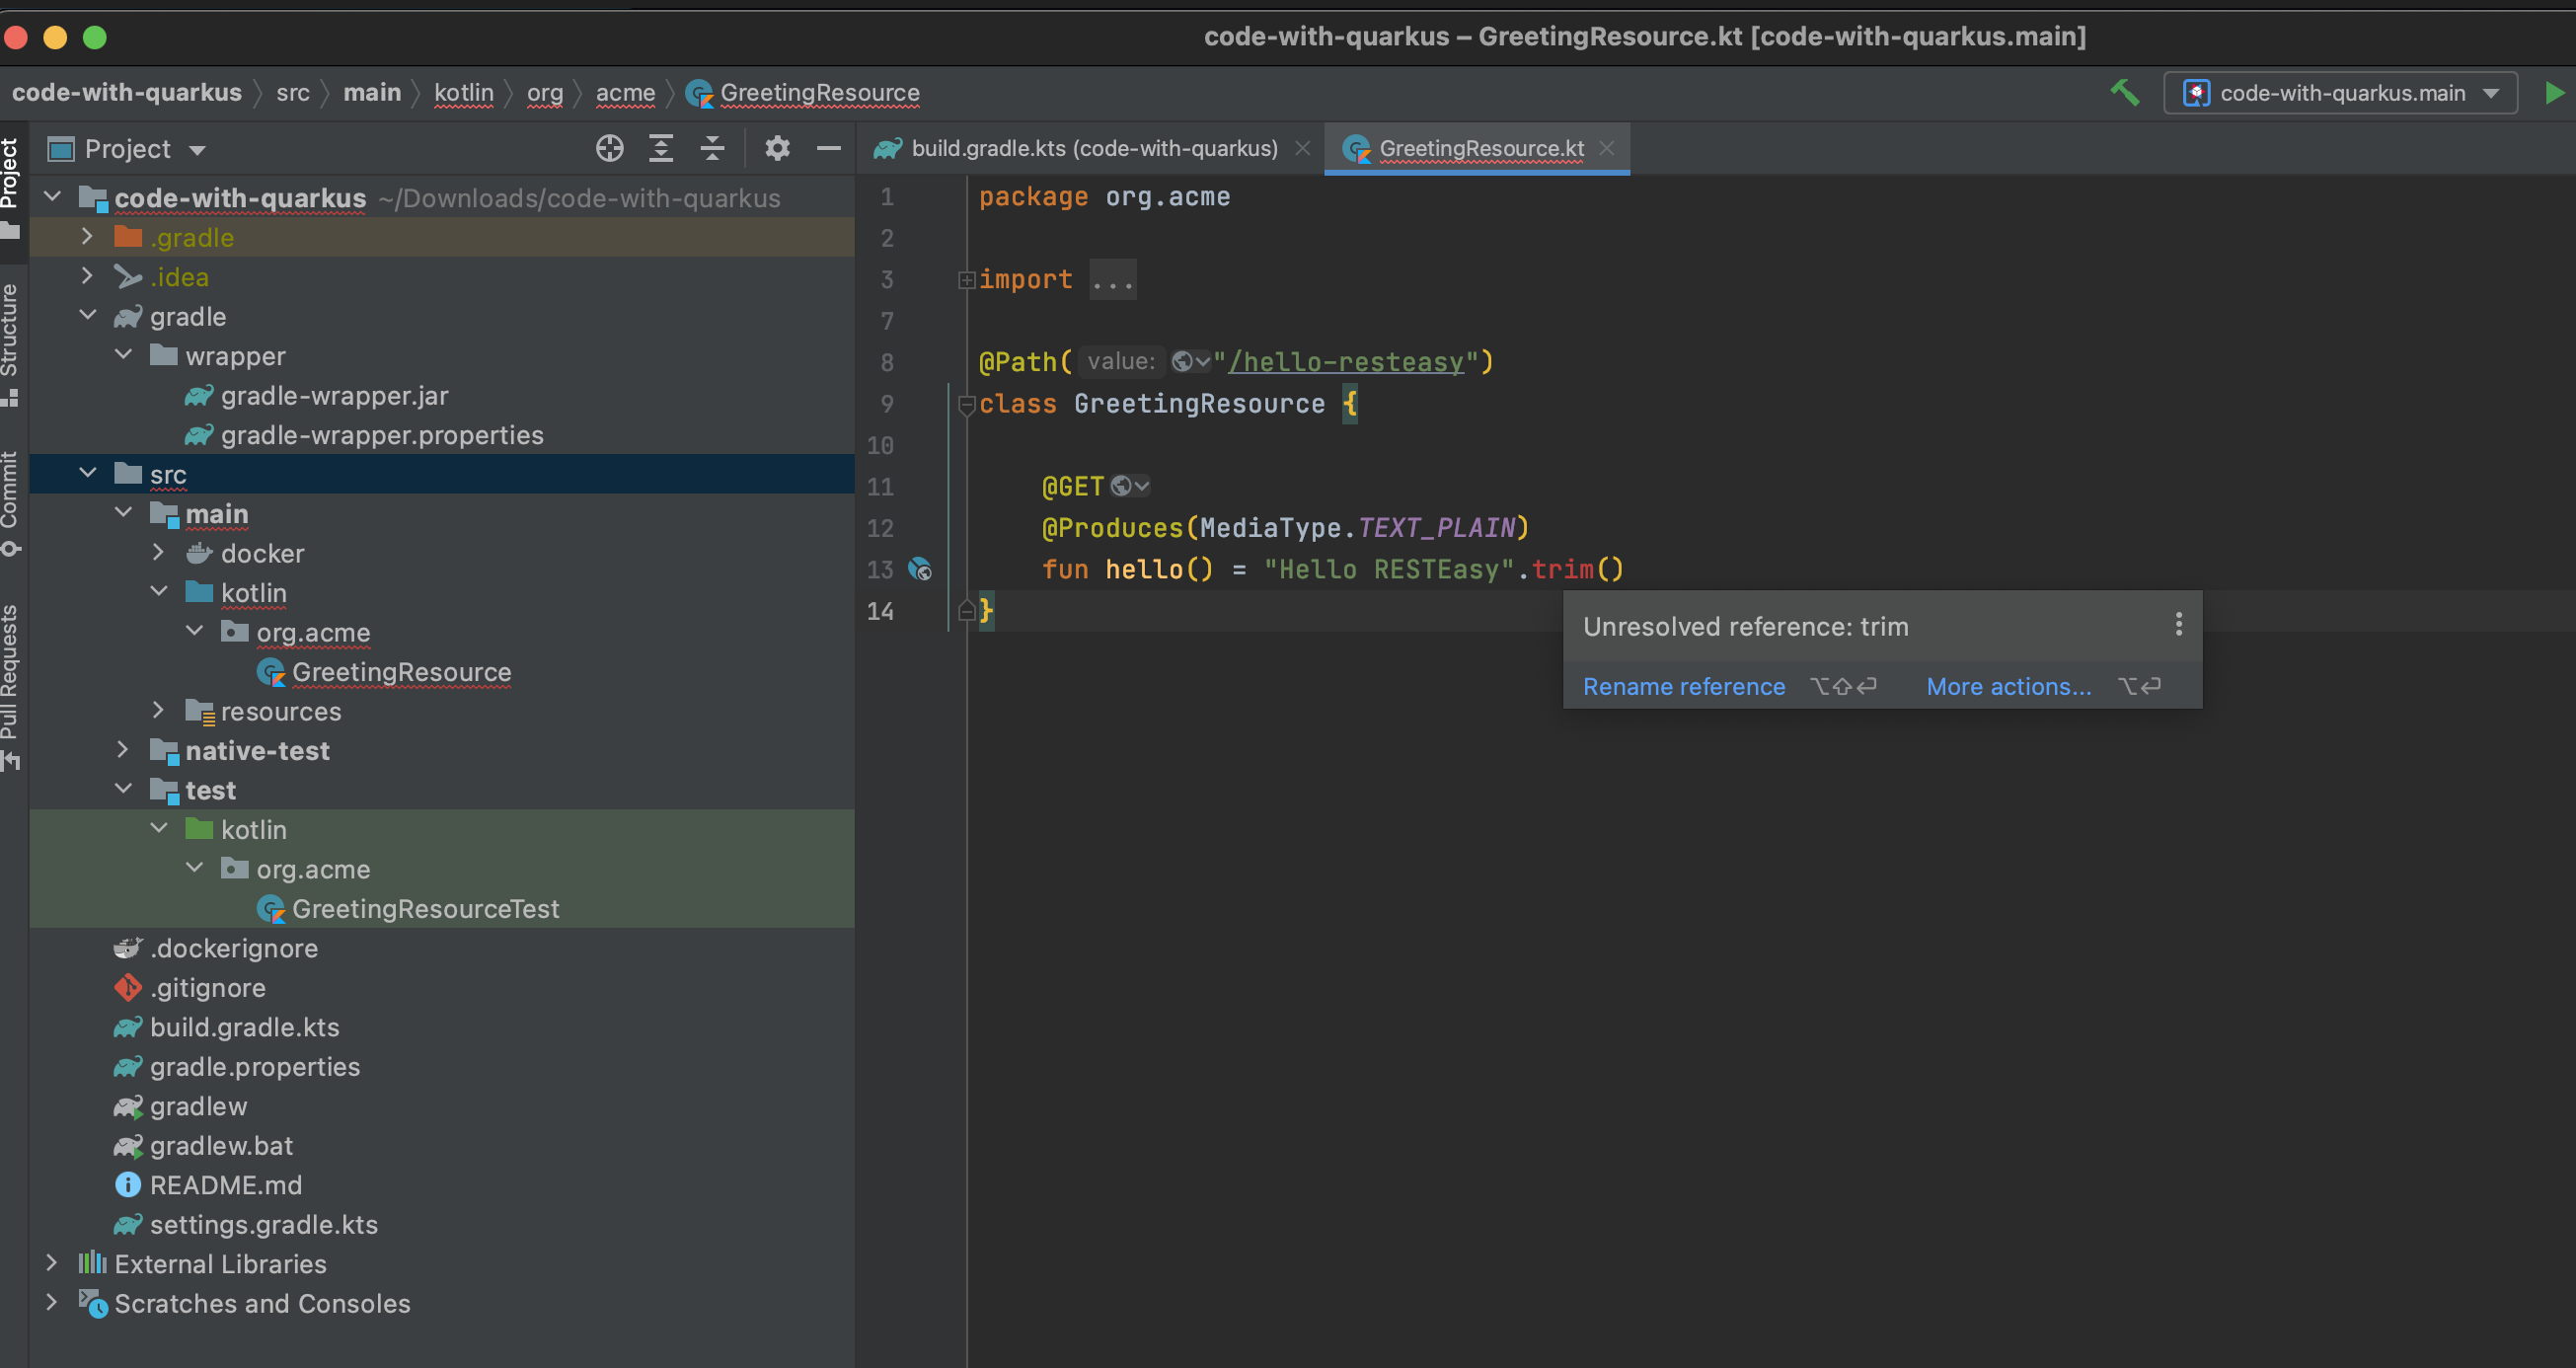 code-with-quarkus – GreetingResource.kt [code-with-quarkus.main]
code-with-quarkus src main kotlin org acme GreetingResource
code-with-quarkus.main
Project
Structure
Commit
Pull Requests
Project
code-with-quarkus ~/Downloads/code-with-quarkus
.gradle
.idea
gradle
wrapper
gradle-wrapper.jar
gradle-wrapper.properties
src
main
docker
kotlin
org.acme
GreetingResource
resources
native-test
test
kotlin
org.acme
GreetingResourceTest
.dockerignore
.gitignore
build.gradle.kts
gradle.properties
gradlew
gradlew.bat
README.md
settings.gradle.kts
External Libraries
Scratches and Consoles
build.gradle.kts (code-with-quarkus)
GreetingResource.kt
1 package org.acme
2
3 import ...
7
8 @Path( value: "/hello-resteasy")
9 class GreetingResource {
10
11 @GET
12 @Produces(MediaType.TEXT_PLAIN)
13 fun hello() = "Hello RESTEasy".trim()
14 }
Unresolved reference: trim
Rename reference ⌥⇧⏎ More actions... ⌥⏎